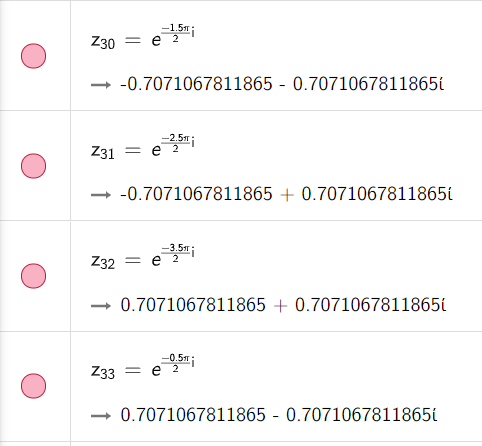 z₃₀ = e^((-1.5π/2)i)
→ -0.7071067811865 - 0.7071067811865i
z₃₁ = e^((-2.5π/2)i)
→ -0.7071067811865 + 0.7071067811865i
z₃₂ = e^((-3.5π/2)i)
→ 0.7071067811865 + 0.7071067811865i
z₃₃ = e^((-0.5π/2)i)
→ 0.7071067811865 - 0.7071067811865i